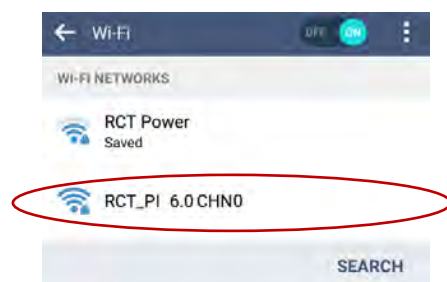 Wi-Fi
OFF ON
WI-FI NETWORKS
RCT Power
Saved
RCT_PI 6.0 CHN0
SEARCH